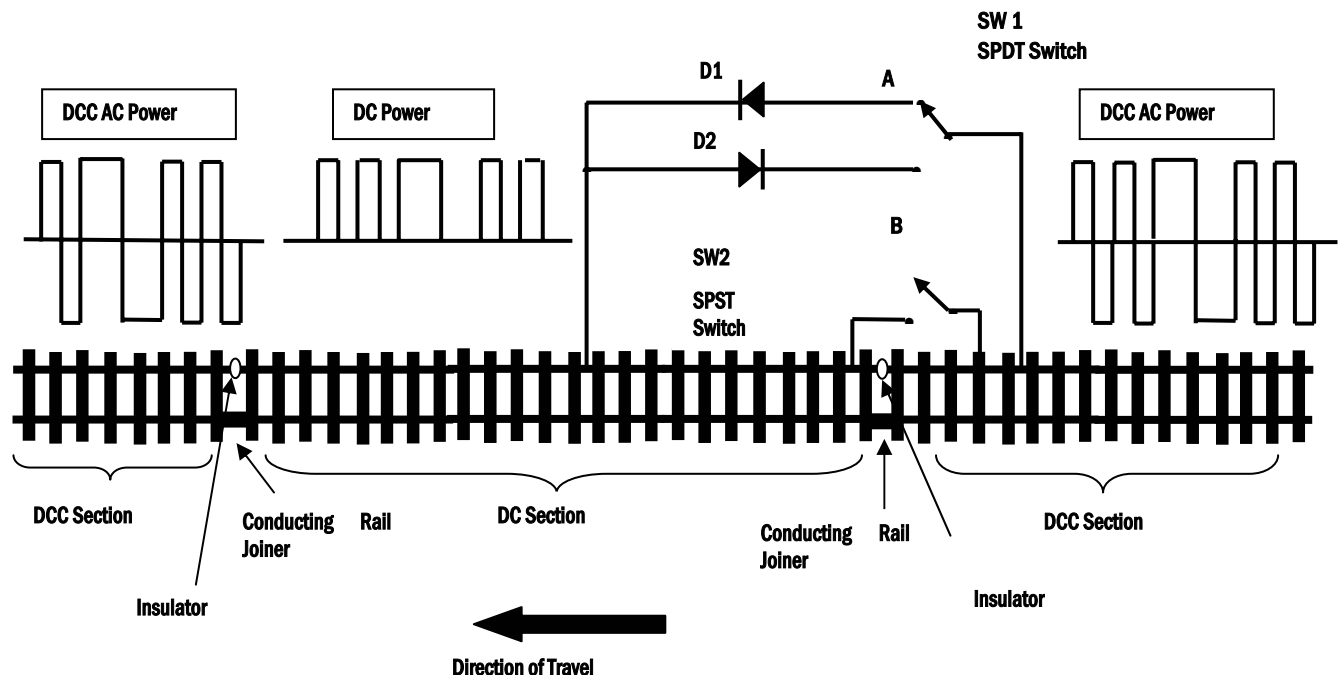 SW 1
SPDT Switch
D1
A
DCC AC Power
DC Power
DCC AC Power
D2
B
SW2
SPST
Switch
DCC Section
Conducting Rail
Joiner
DC Section
Conducting Rail
Joiner
DCC Section
Insulator
Insulator
Direction of Travel